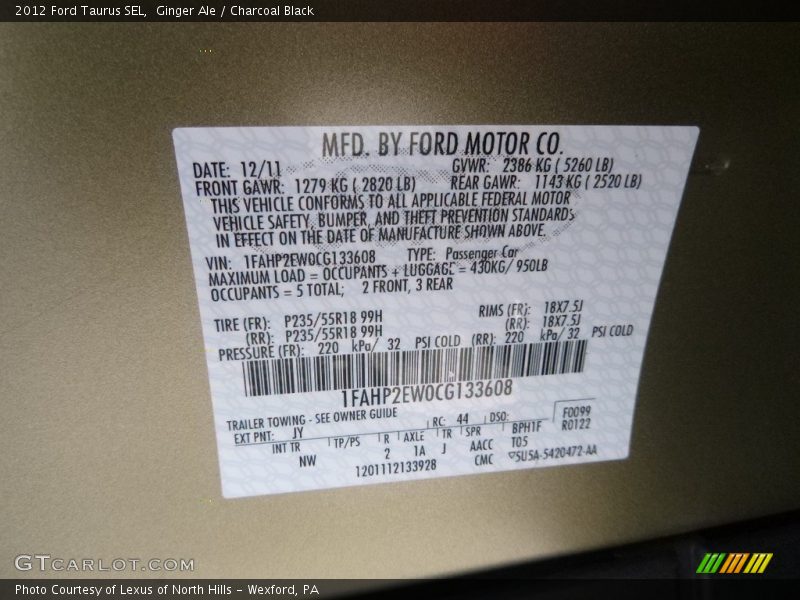 2012 Ford Taurus SEL, Ginger Ale / Charcoal Black
MFD. BY FORD MOTOR CO.
DATE: 12/11 GVWR: 2386 KG ( 5260 LB)
FRONT GAWR: 1279 KG ( 2820 LB) REAR GAWR: 1143 KG ( 2520 LB)
THIS VEHICLE CONFORMS TO ALL APPLICABLE FEDERAL MOTOR
VEHICLE SAFETY, BUMPER, AND THEFT PREVENTION STANDARDS
IN EFFECT ON THE DATE OF MANUFACTURE SHOWN ABOVE.
VIN: 1FAHP2EW0CG133608 TYPE: Passenger Car
MAXIMUM LOAD = OCCUPANTS + LUGGAGE = 430KG/ 950LB
OCCUPANTS = 5 TOTAL; 2 FRONT, 3 REAR
TIRE (FR): P235/55R18 99H RIMS (FR): 18X7.5J
(RR): P235/55R18 99H (RR): 18X7.5J
PRESSURE (FR): 220 kPa/ 32 PSI COLD (RR): 220 kPa/ 32 PSI COLD
1FAHP2EW0CG133608
TRAILER TOWING - SEE OWNER GUIDE RC: 44 DSO: F0099
EXT PNT: JY R0122
INT TR TP/PS R AXLE TR SPR BPH1F
NW 2 1A J AACC T05
1201112133928 CMC ▽5U5A-5420472-AA
GTCARLOT.COM
Photo Courtesy of Lexus of North Hills - Wexford, PA